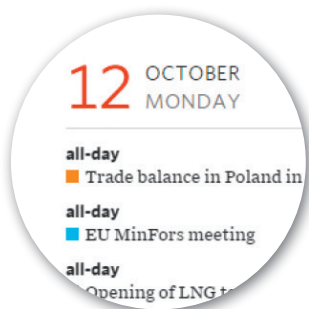 12 OCTOBER
MONDAY
all-day
Trade balance in Poland in
all-day
EU MinFors meeting
all-day
Opening of LNG